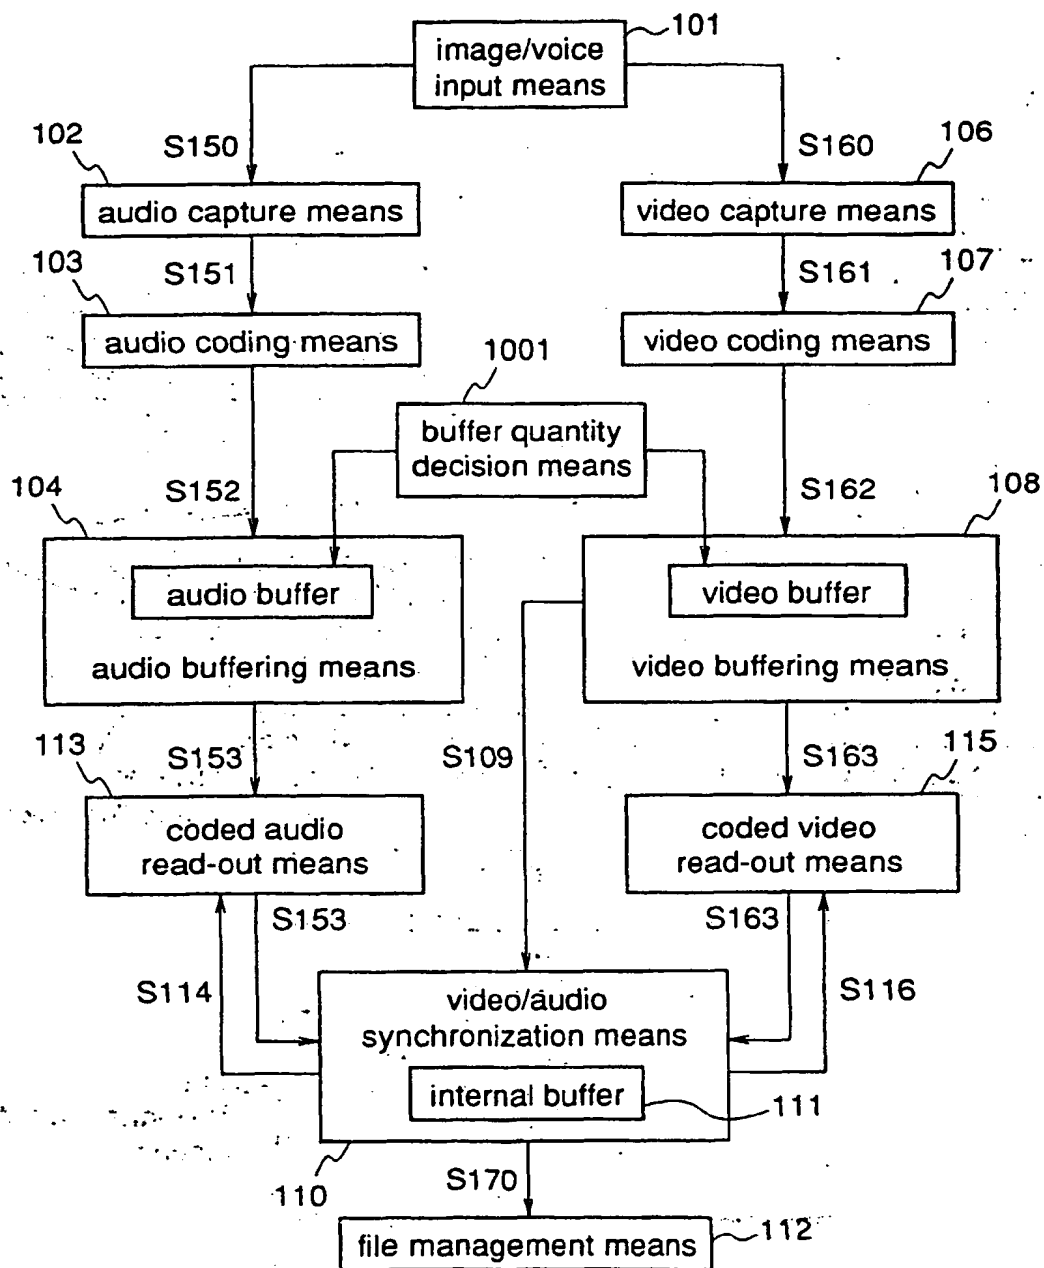 101
image/voice
input means
102
S150
S160
106
audio capture means
video capture means
103
S151
S161
107
audio coding means
video coding means
1001
buffer quantity
decision means
104
S152
S162
108
audio buffer
video buffer
audio buffering means
video buffering means
113
S153
S109
S163
115
coded audio
read-out means
coded video
read-out means
S153
S163
S114
S116
video/audio
synchronization means
internal buffer
111
110
S170
file management means
112